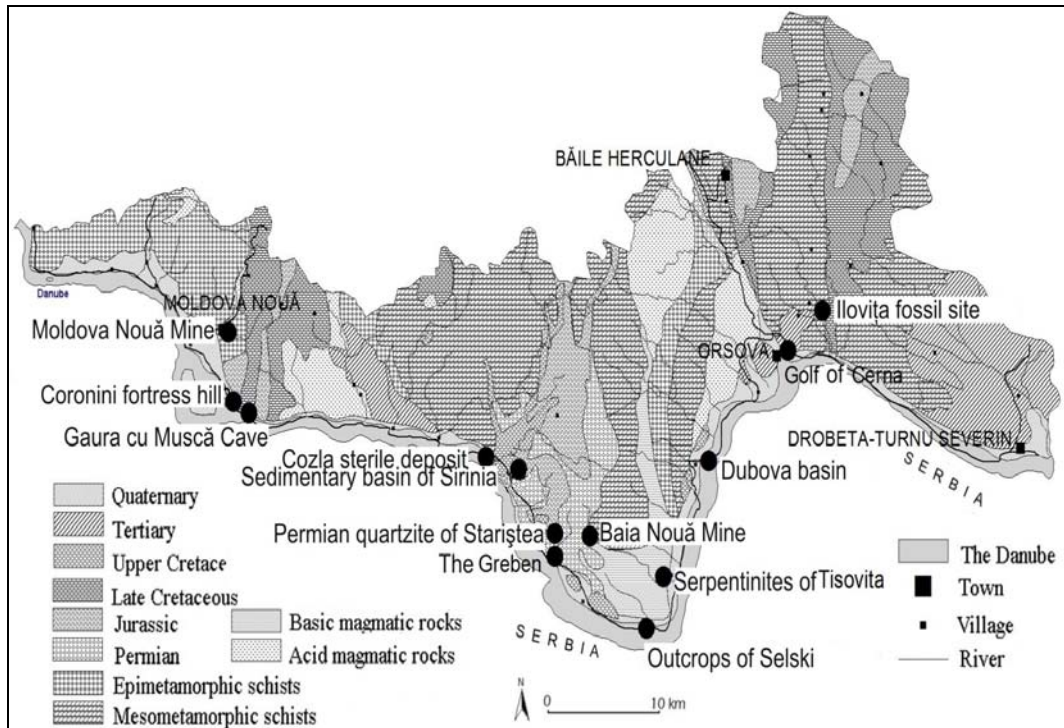 BĂILE HERCULANE
Danube
MOLDOVA NOUĂ
Moldova Nouă Mine
Ilovița fossil site
ORȘOVA
Golf of Cerna
Coronini fortress hill
Gaura cu Muscă Cave
DROBETA-TURNU SEVERIN
Cozla sterile deposit
Sedimentary basin of Sirinia
Dubova basin
SERBIA
Permian quartzite of Stariştea
Baia Nouă Mine
The Greben
Serpentinites of Tisovita
SERBIA
Outcrops of Selski
Quaternary
Tertiary
Upper Cretace
Late Cretaceous
Jurassic
Permian
Epimetamorphic schists
Mesometamorphic schists
Basic magmatic rocks
Acid magmatic rocks
The Danube
Town
Village
River
N
0 10 km